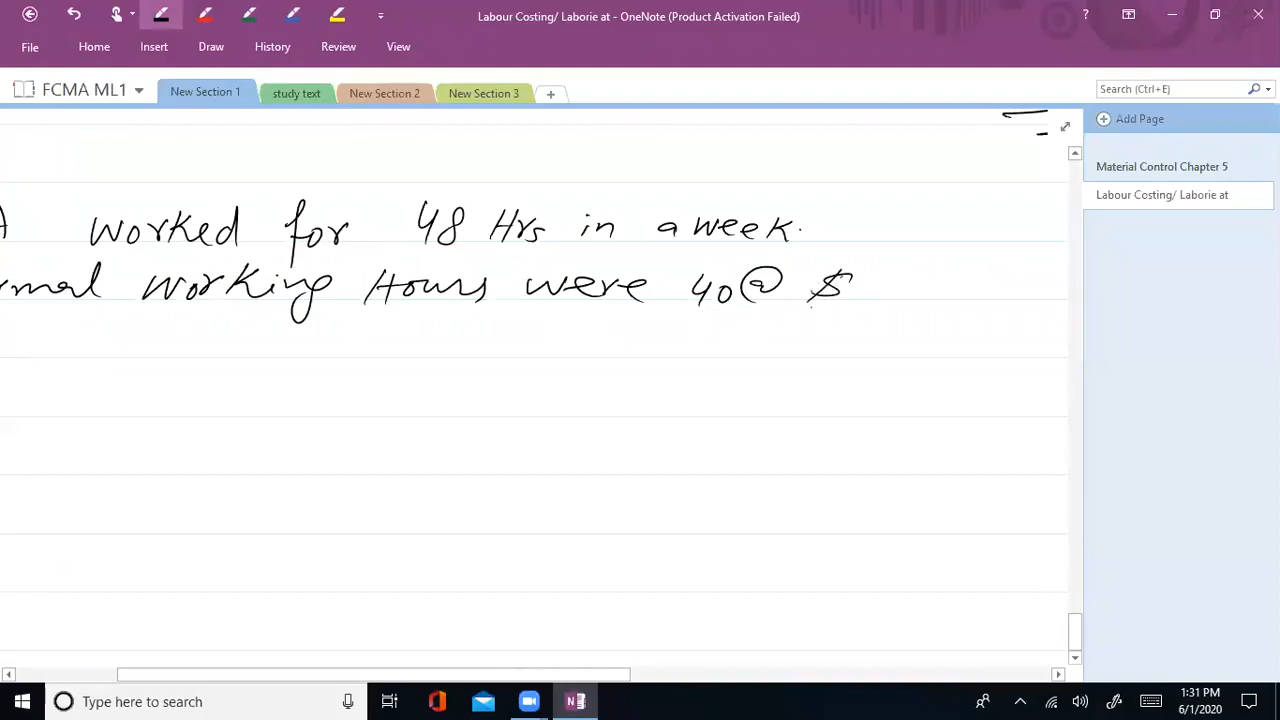 Labour Costing/ Laborie at - OneNote (Product Activation Failed)
File Home Insert Draw History Review View
FCMA ML1 New Section 1 study text New Section 2 New Section 3
Search (Ctrl+E)
Add Page
Material Control Chapter 5
Labour Costing/ Laborie at
A worked for 48 Hrs in a week.
rmal working Hours were 40@ $
Type here to search
1:31 PM
6/1/2020